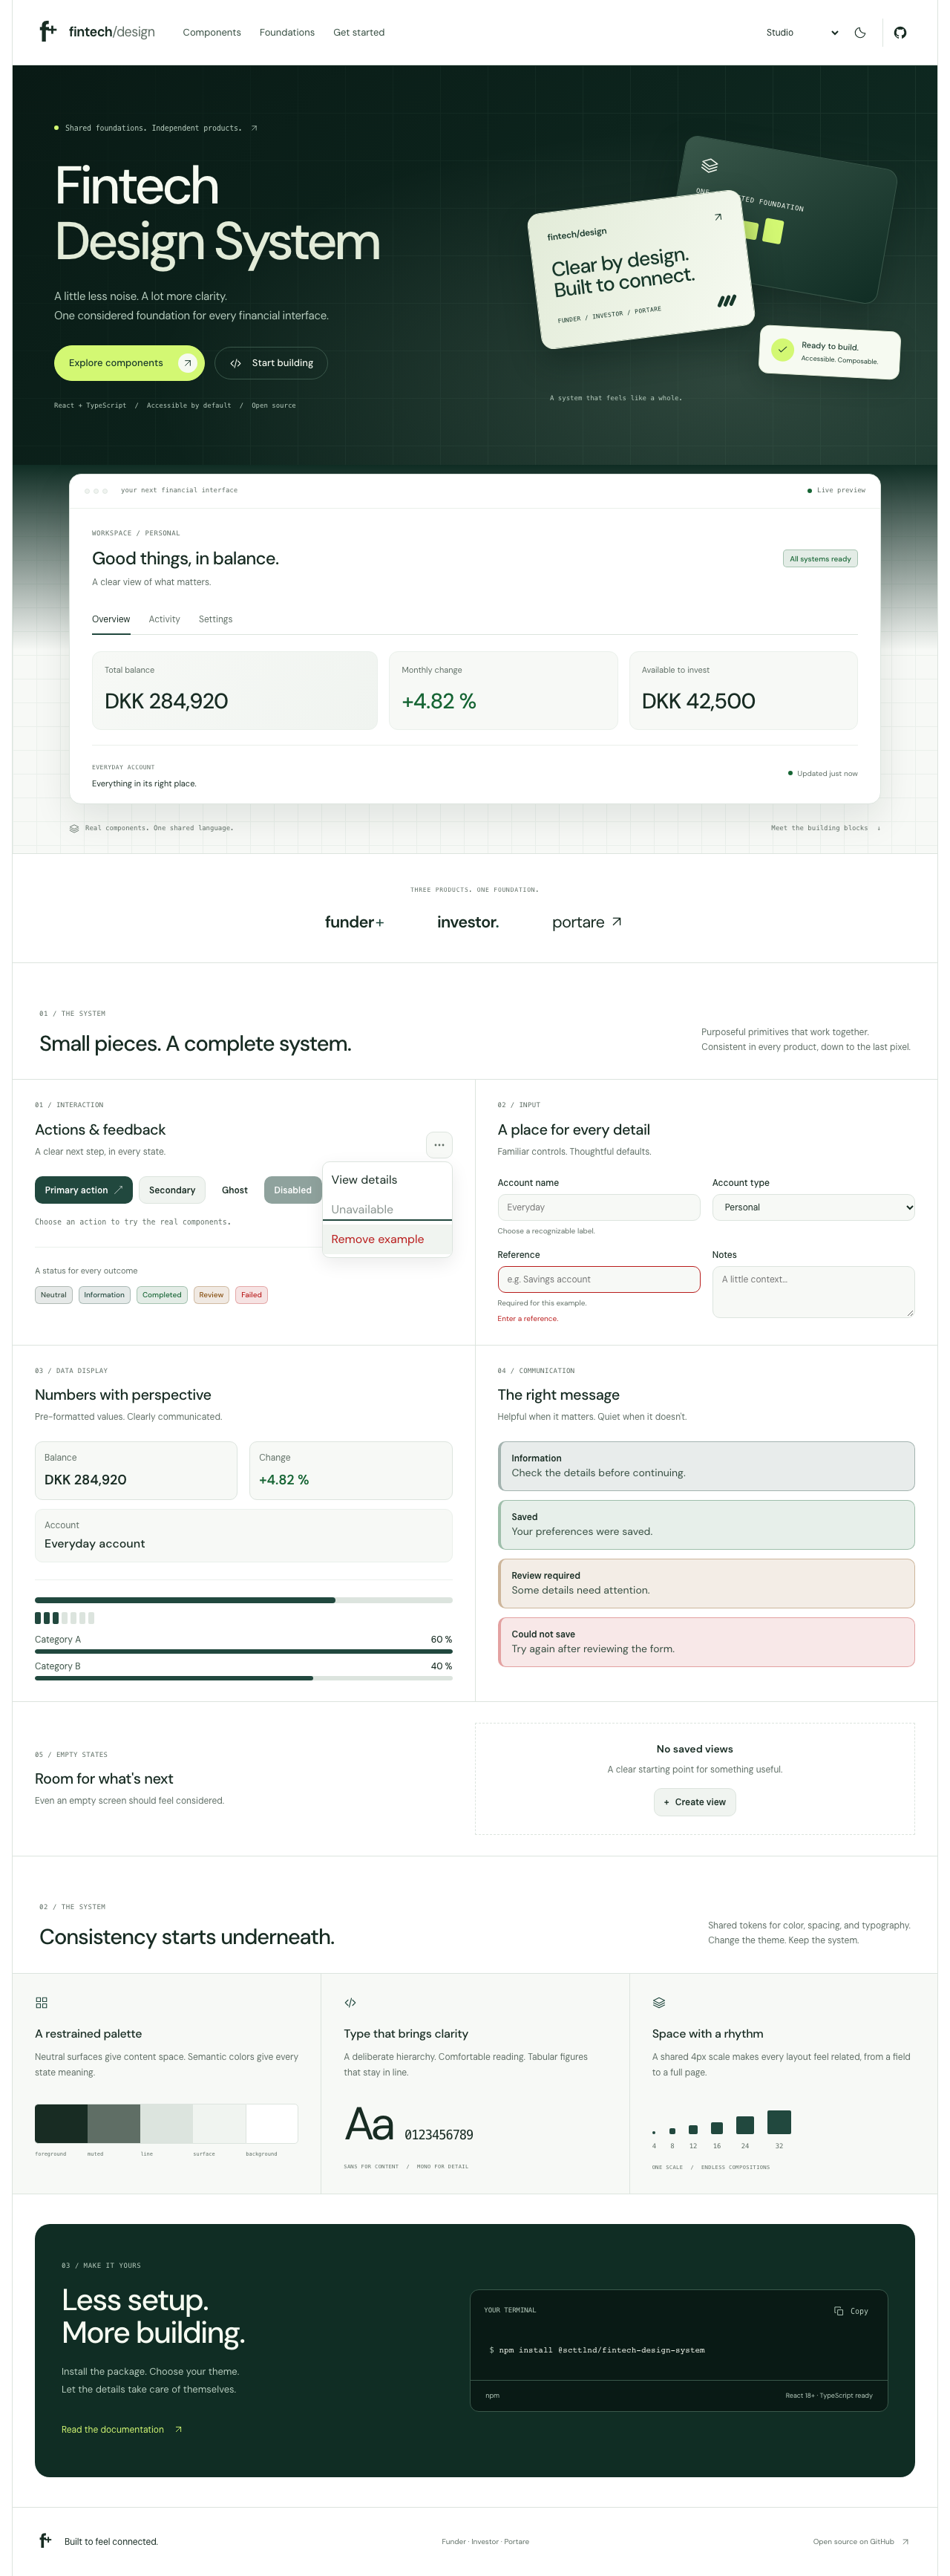 f+ fintech/design Components Foundations Get started Studio
Shared foundations. Independent products.
Fintech
Design System
A little less noise. A lot more clarity.
One considered foundation for every financial interface.
Explore components
Start building
React + TypeScript / Accessible by default / Open source
fintech/design
Clear by design.
Built to connect.
FUNDER / INVESTOR / PORTARE
FOUNDATION
Ready to build.
Accessible. Composable.
A system that feels like a whole.
your next financial interface
Live preview
WORKSPACE / PERSONAL
Good things, in balance.
A clear view of what matters.
All systems ready
Overview Activity Settings
Total balance
DKK 284,920
Monthly change
+4.82 %
Available to invest
DKK 42,500
EVERYDAY ACCOUNT
Everything in its right place.
Updated just now
Real components. One shared language.
Meet the building blocks ↓
THREE PRODUCTS. ONE FOUNDATION.
funder+ investor. portare
01 / THE SYSTEM
Small pieces. A complete system.
Purposeful primitives that work together.
Consistent in every product, down to the last pixel.
01 / INTERACTION
Actions & feedback
A clear next step, in every state.
Primary action Secondary Ghost Disabled
Choose an action to try the real components.
View details
Unavailable
Remove example
A status for every outcome
Neutral Information Completed Review Failed
02 / INPUT
A place for every detail
Familiar controls. Thoughtful defaults.
Account name
Everyday
Choose a recognizable label.
Account type
Personal
Reference
e.g. Savings account
Required for this example.
Enter a reference.
Notes
A little context...
03 / DATA DISPLAY
Numbers with perspective
Pre-formatted values. Clearly communicated.
Balance
DKK 284,920
Change
+4.82 %
Account
Everyday account
Category A 60 %
Category B 40 %
04 / COMMUNICATION
The right message
Helpful when it matters. Quiet when it doesn't.
Information
Check the details before continuing.
Saved
Your preferences were saved.
Review required
Some details need attention.
Could not save
Try again after reviewing the form.
05 / EMPTY STATES
Room for what's next
Even an empty screen should feel considered.
No saved views
A clear starting point for something useful.
+ Create view
02 / THE SYSTEM
Consistency starts underneath.
Shared tokens for color, spacing, and typography.
Change the theme. Keep the system.
A restrained palette
Neutral surfaces give content space. Semantic colors give every
state meaning.
foreground muted line surface background
Type that brings clarity
A deliberate hierarchy. Comfortable reading. Tabular figures
that stay in line.
Aa 0123456789
SANS FOR CONTENT / MONO FOR DETAIL
Space with a rhythm
A shared 4px scale makes every layout feel related, from a field
to a full page.
4 8 12 16 24 32
ONE SCALE / ENDLESS COMPOSITIONS
03 / MAKE IT YOURS
Less setup.
More building.
Install the package. Choose your theme.
Let the details take care of themselves.
Read the documentation
YOUR TERMINAL
Copy
$ npm install @scttlnd/fintech-design-system
npm
React 18+ · TypeScript ready
f+ Built to feel connected.
Funder · Investor · Portare
Open source on GitHub